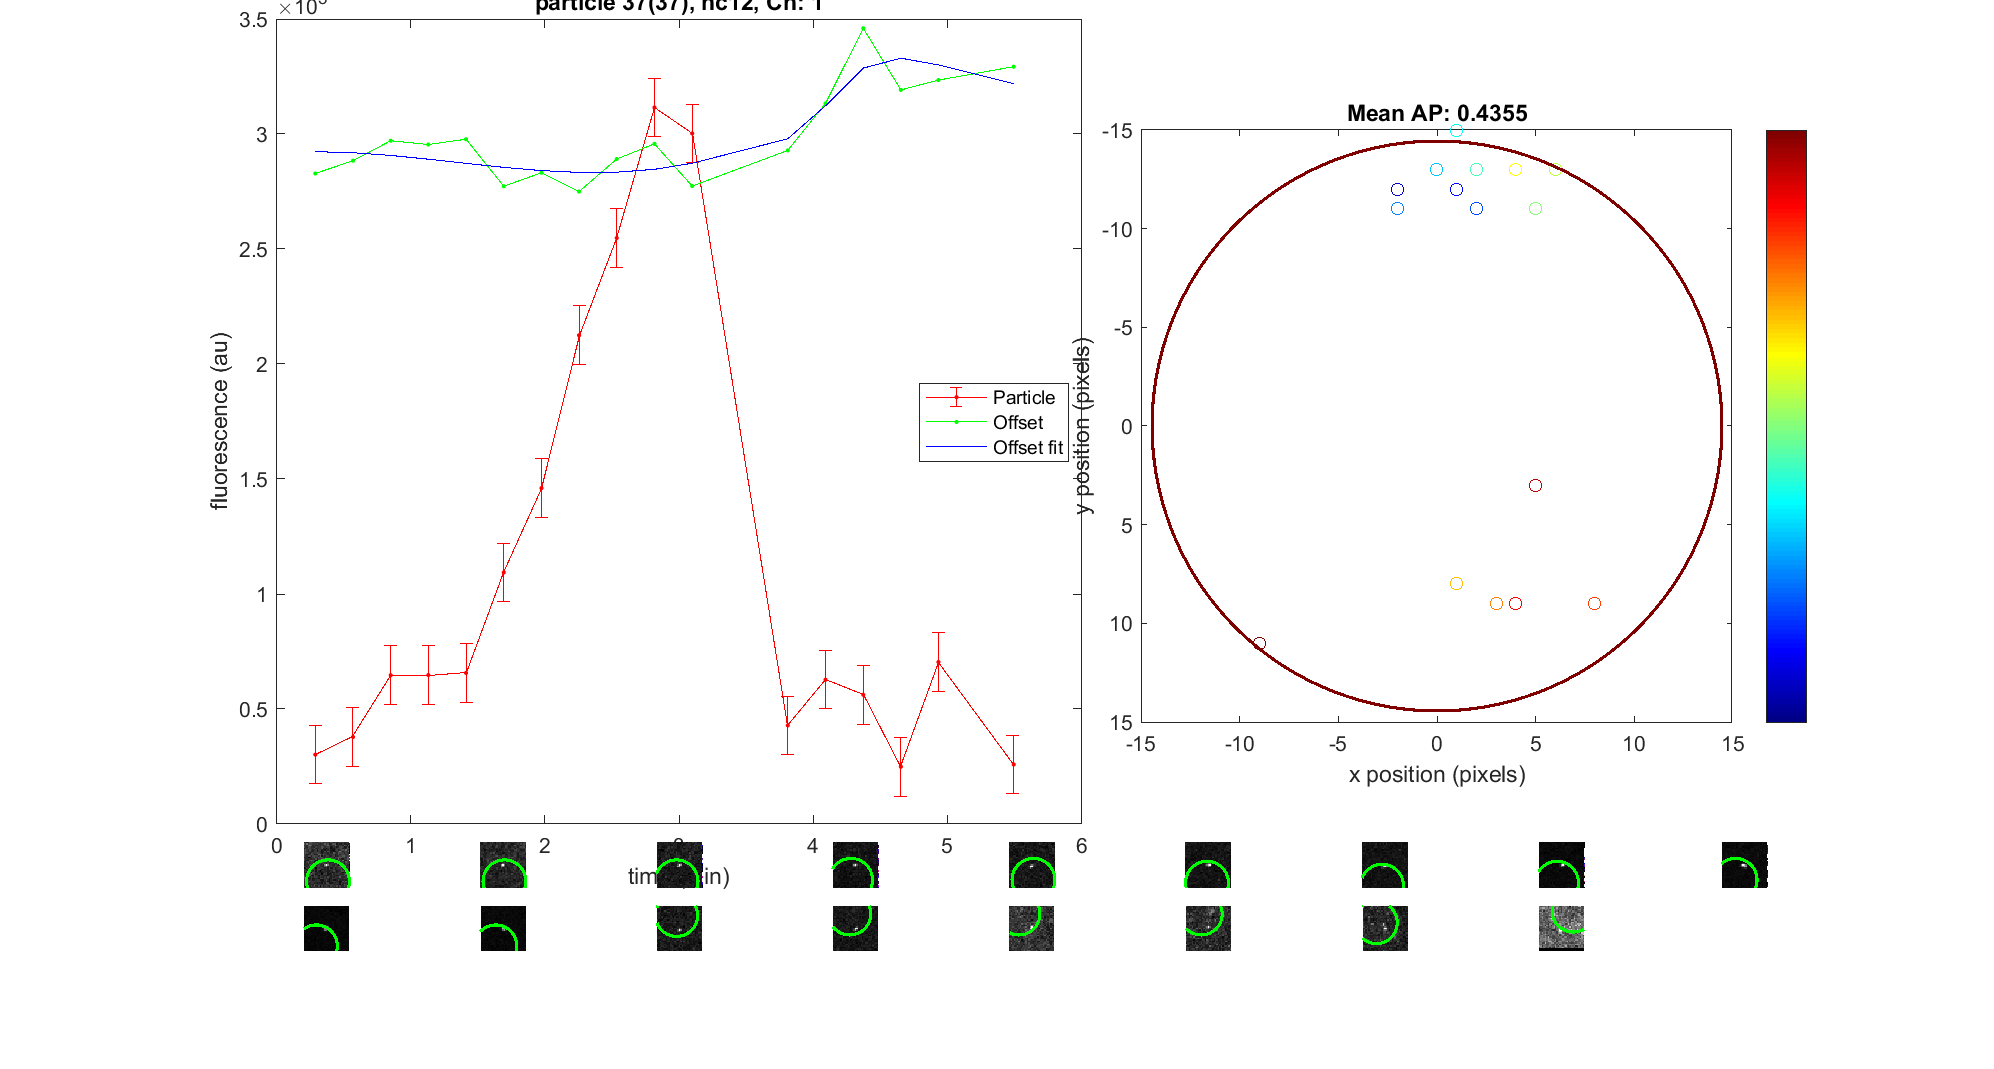 particle 37(37), nc12, Ch: 1
×10
3.5
3
2.5
2
1.5
1
0.5
0
fluorescence (au)
0 1 2 3 4 5 6
Particle
Offset
Offset fit
Mean AP: 0.4355
-15
-10
-5
0
5
10
15
y position (pixels)
-15 -10 -5 0 5 10 15
x position (pixels)